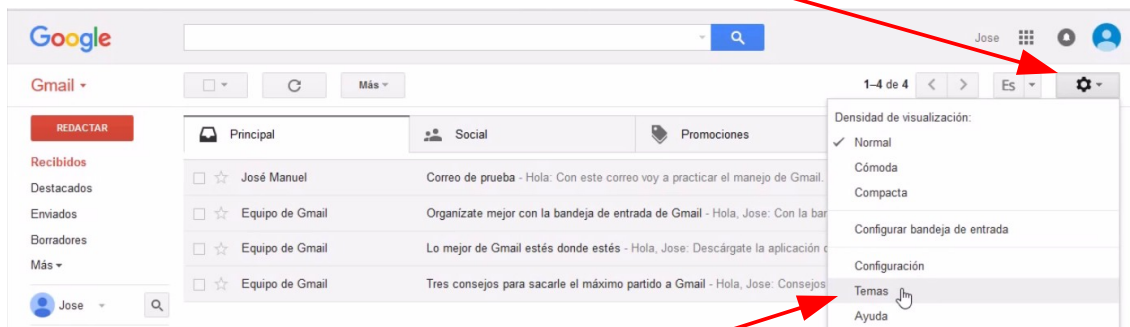 Google
Jose
Gmail
Más
1–4 de 4
Es
REDACTAR
Principal
Social
Promociones
Densidad de visualización:
Normal
Cómoda
Compacta
Configurar bandeja de entrada
Configuración
Temas
Ayuda
Recibidos
Destacados
Enviados
Borradores
Más
Jose
José Manuel Correo de prueba - Hola: Con este correo voy a practicar el manejo de Gmail.
Equipo de Gmail Organízate mejor con la bandeja de entrada de Gmail - Hola, Jose: Con la
Equipo de Gmail Lo mejor de Gmail estés donde estés - Hola, Jose: Descárgate la aplicación
Equipo de Gmail Tres consejos para sacarle el máximo partido a Gmail - Hola, Jose: Consejos